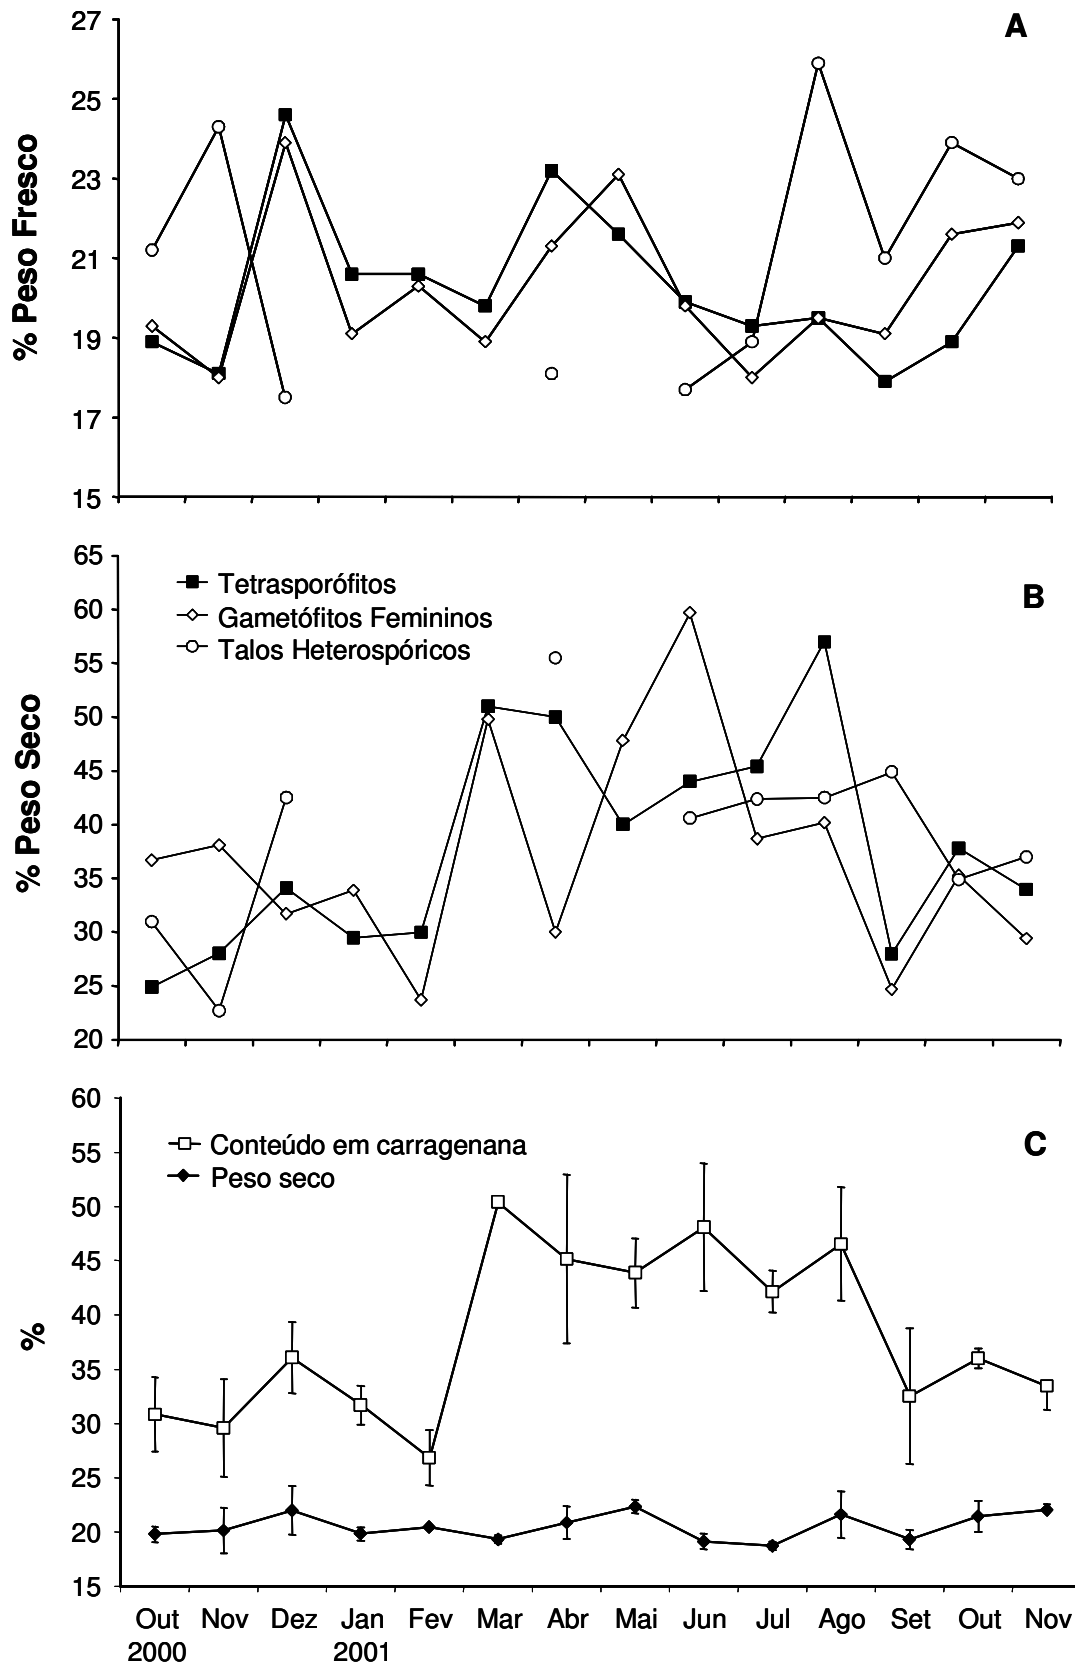 A
27
25
23
21
19
17
15
% Peso Fresco
B
65
60
55
50
45
40
35
30
25
20
% Peso Seco
Tetrasporófitos
Gametófitos Femininos
Talos Heterospóricos
C
60
55
50
45
40
35
30
25
20
15
%
Conteúdo em carragenana
Peso seco
Out Nov Dez Jan Fev Mar Abr Mai Jun Jul Ago Set Out Nov
2000 2001